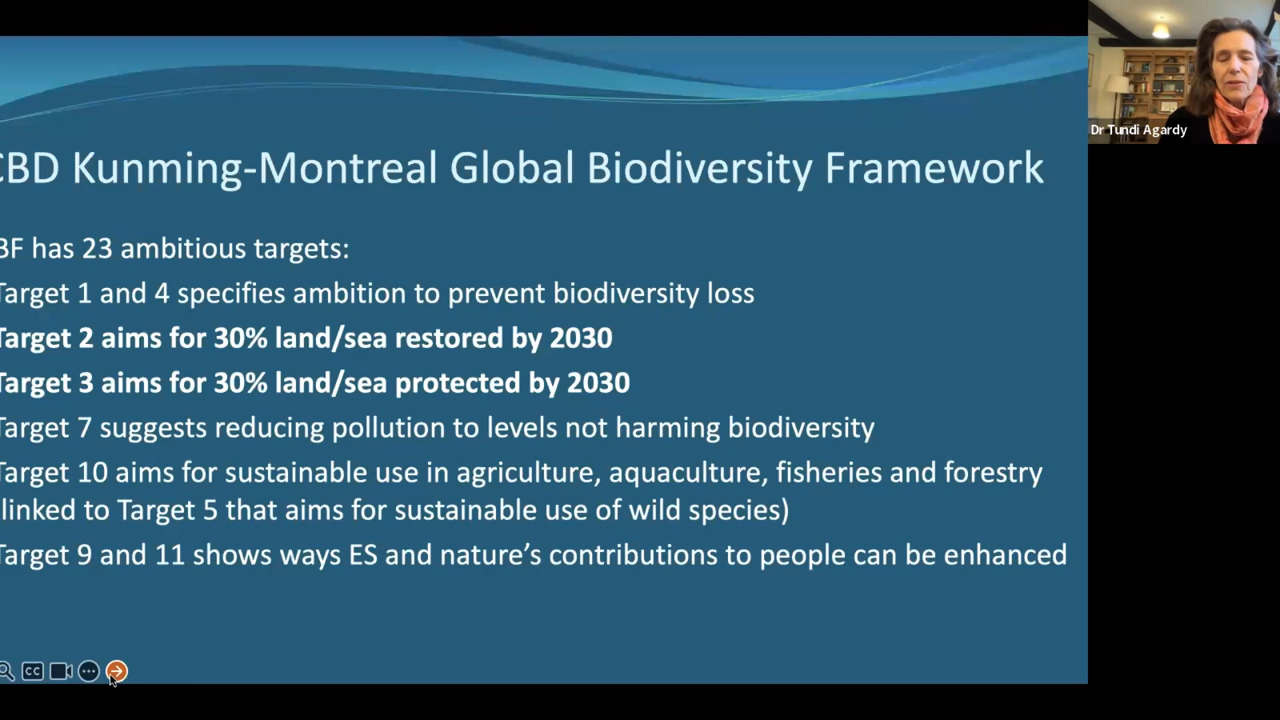 CBD Kunming-Montreal Global Biodiversity Framework
BF has 23 ambitious targets:
Target 1 and 4 specifies ambition to prevent biodiversity loss
Target 2 aims for 30% land/sea restored by 2030
Target 3 aims for 30% land/sea protected by 2030
Target 7 suggests reducing pollution to levels not harming biodiversity
Target 10 aims for sustainable use in agriculture, aquaculture, fisheries and forestry
linked to Target 5 that aims for sustainable use of wild species)
Target 9 and 11 shows ways ES and nature's contributions to people can be enhanced
CC
Dr Tundi Agardy